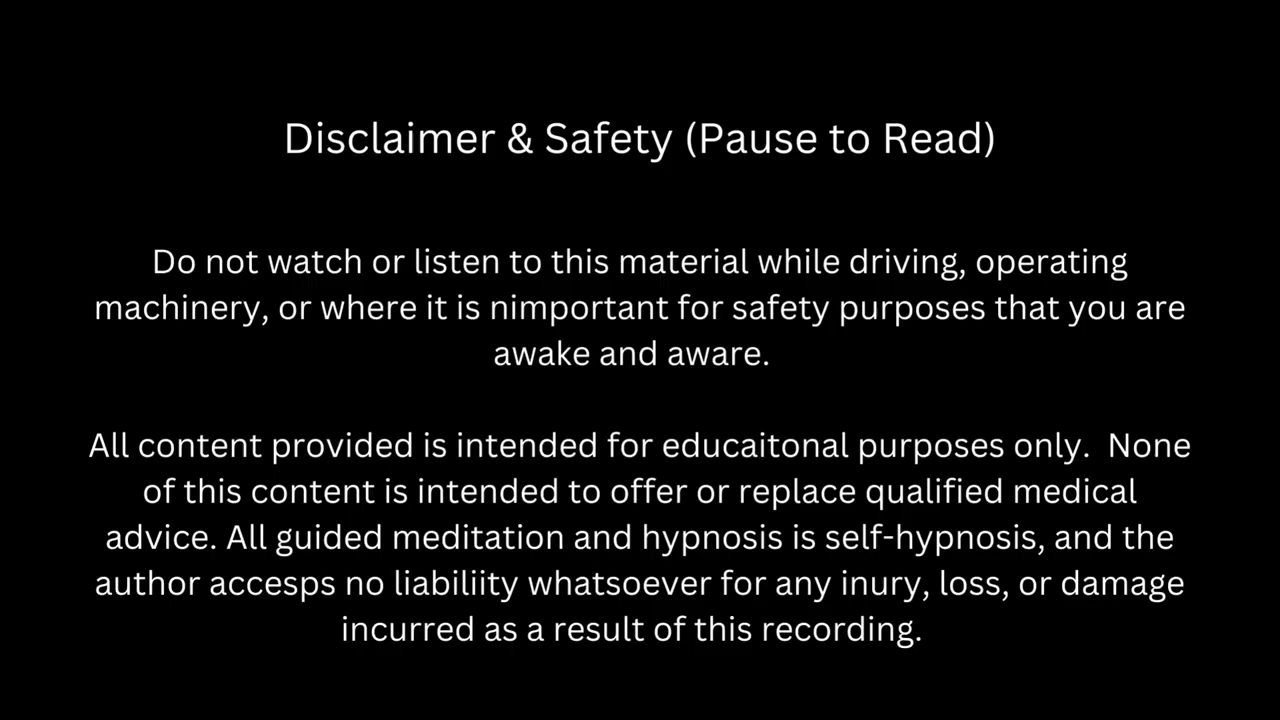 Disclaimer & Safety (Pause to Read)
Do not watch or listen to this material while driving, operating
machinery, or where it is nimportant for safety purposes that you are
awake and aware.
All content provided is intended for educaitonal purposes only.  None
of this content is intended to offer or replace qualified medical
advice. All guided meditation and hypnosis is self-hypnosis, and the
author accesps no liabiliity whatsoever for any inury, loss, or damage
incurred as a result of this recording.